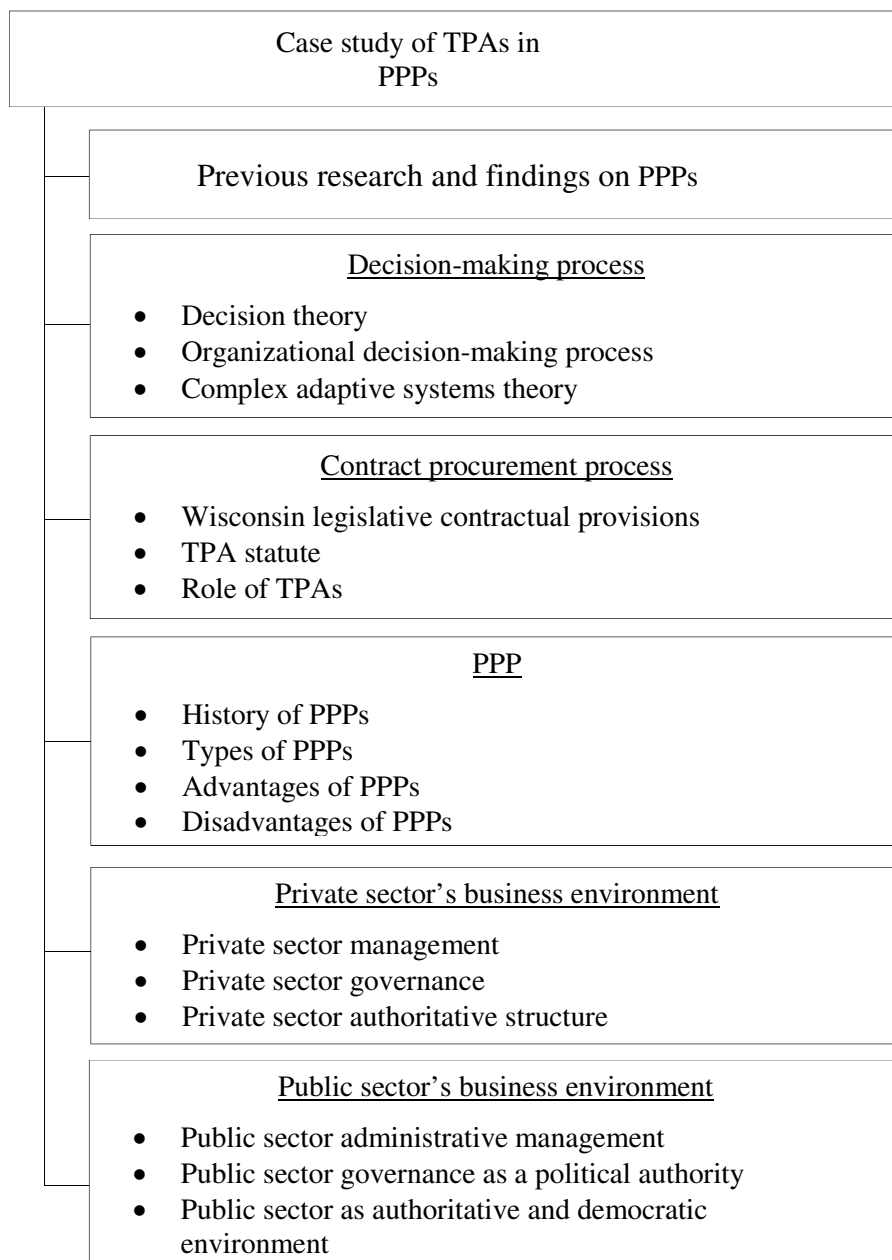 Case study of TPAs in
PPPs
Previous research and findings on PPPs
Decision-making process
• Decision theory
• Organizational decision-making process
• Complex adaptive systems theory
Contract procurement process
• Wisconsin legislative contractual provisions
• TPA statute
• Role of TPAs
PPP
• History of PPPs
• Types of PPPs
• Advantages of PPPs
• Disadvantages of PPPs
Private sector’s business environment
• Private sector management
• Private sector governance
• Private sector authoritative structure
Public sector’s business environment
• Public sector administrative management
• Public sector governance as a political authority
• Public sector as authoritative and democratic
environment